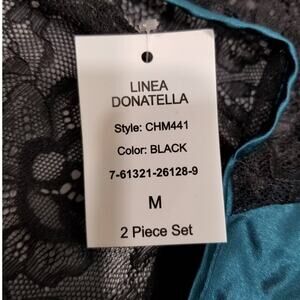 LINEA
DONATELLA
Style: CHM441
Color: BLACK
7-61321-26128-9
M
2 Piece Set